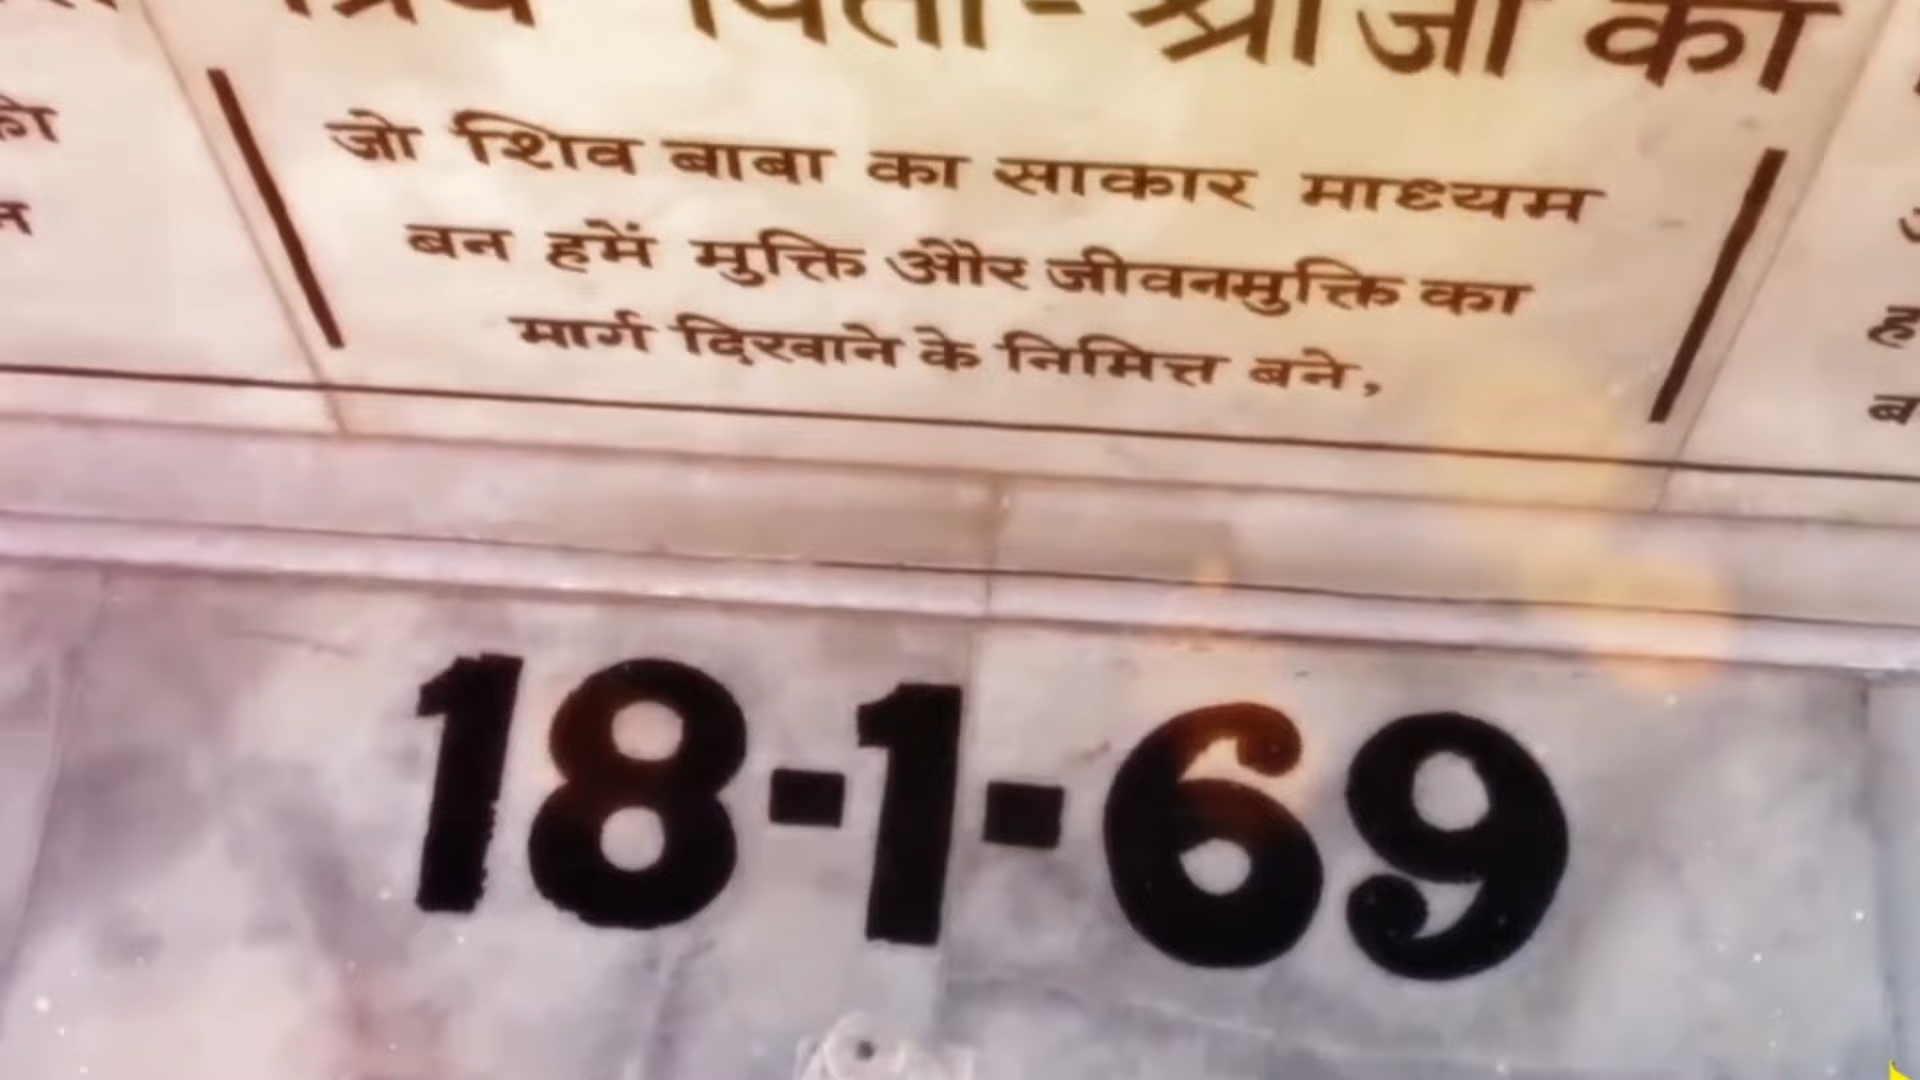 पिता-श्रीजी का
जो शिव बाबा का साकार माध्यम
बन हमें मुक्ति और जीवनमुक्ति का
मार्ग दिखाने के निमित्त बने,
18-1-69